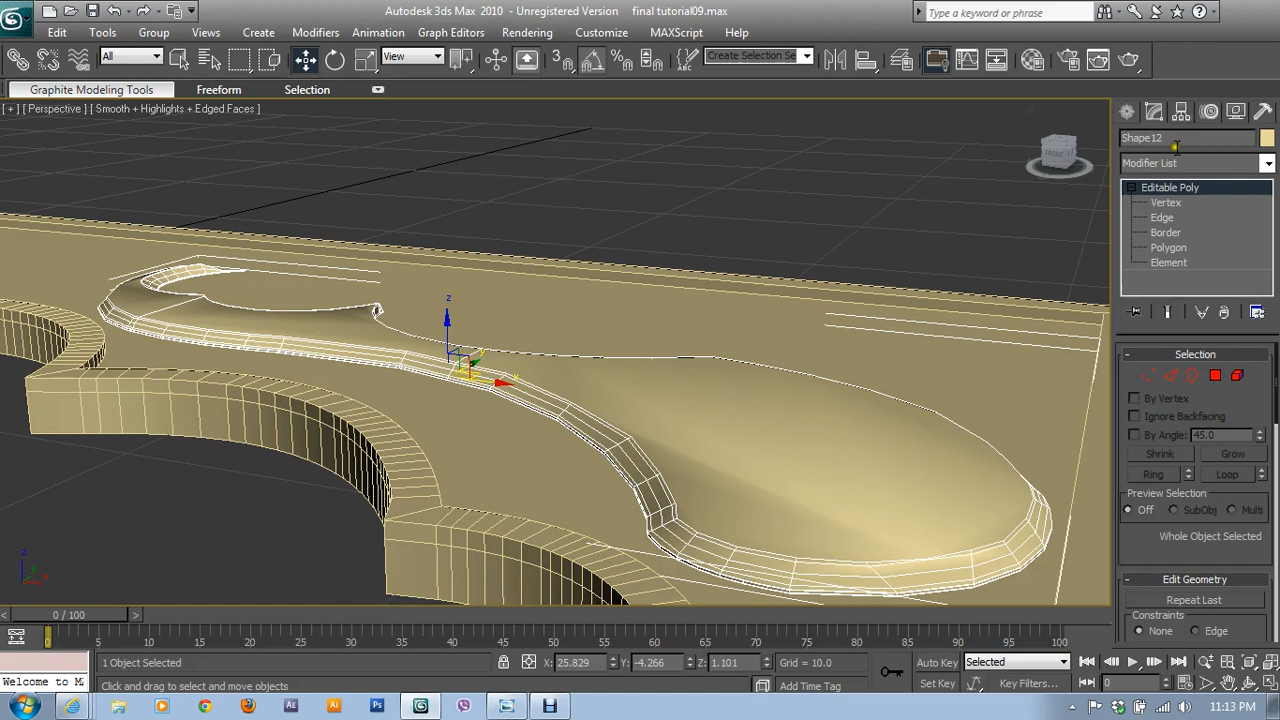 Autodesk 3ds Max 2010 - Unregistered Version final tutorial09.max
Type a keyword or phrase
Edit Tools Group Views Create Modifiers Animation Graph Editors Rendering Customize MAXScript Help
All View Create Selection Se
Graphite Modeling Tools Freeform Selection
[ + ] [ Perspective ] [ Smooth + Highlights + Edged Faces ]
FRONT
Shape12
Modifier List
Editable Poly
Vertex
Edge
Border
Polygon
Element
z
x
Selection
By Vertex
Ignore Backfacing
By Angle: 45.0
Shrink Grow
Ring Loop
Preview Selection
Off SubObj Multi
Whole Object Selected
Edit Geometry
Repeat Last
Constraints
None Edge
z
0 / 100
0 5 10 15 20 25 30 35 40 45 50 55 60 65 70 75 80 85 90 95 100
1 Object Selected X: 25.829 Y: -4.266 Z: 1.101 Grid = 10.0 Auto Key Selected
Welcome to M Click and drag to select and move objects Add Time Tag Set Key Key Filters... 0
Ae Ai Ps 11:13 PM